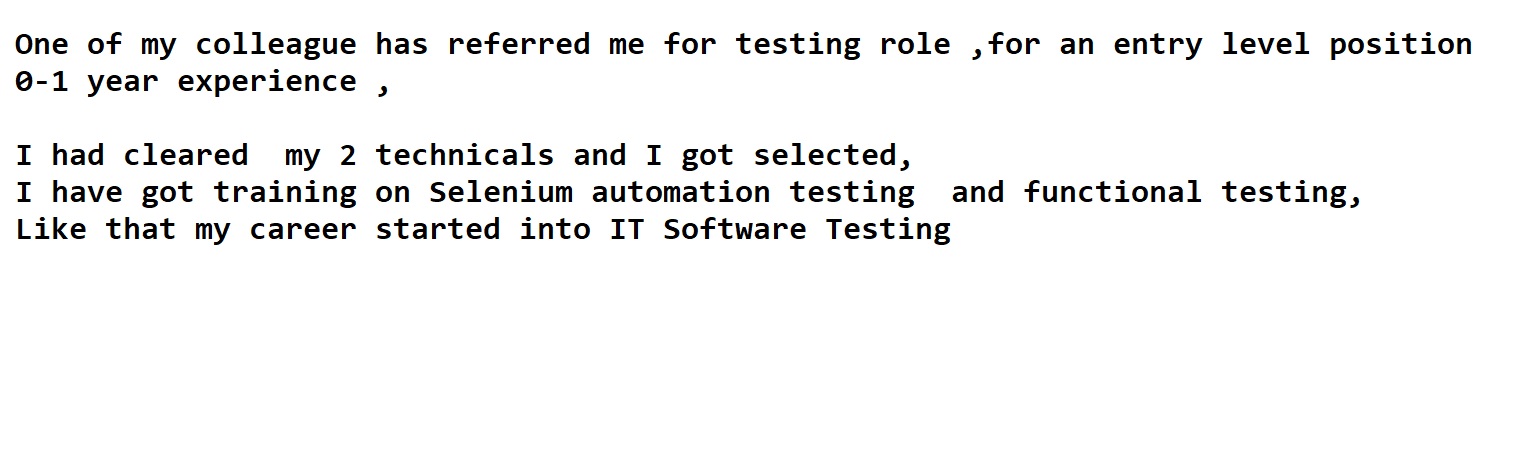 One of my colleague has referred me for testing role ,for an entry level position
0-1 year experience ,
I had cleared  my 2 technicals and I got selected,
I have got training on Selenium automation testing  and functional testing,
Like that my career started into IT Software Testing